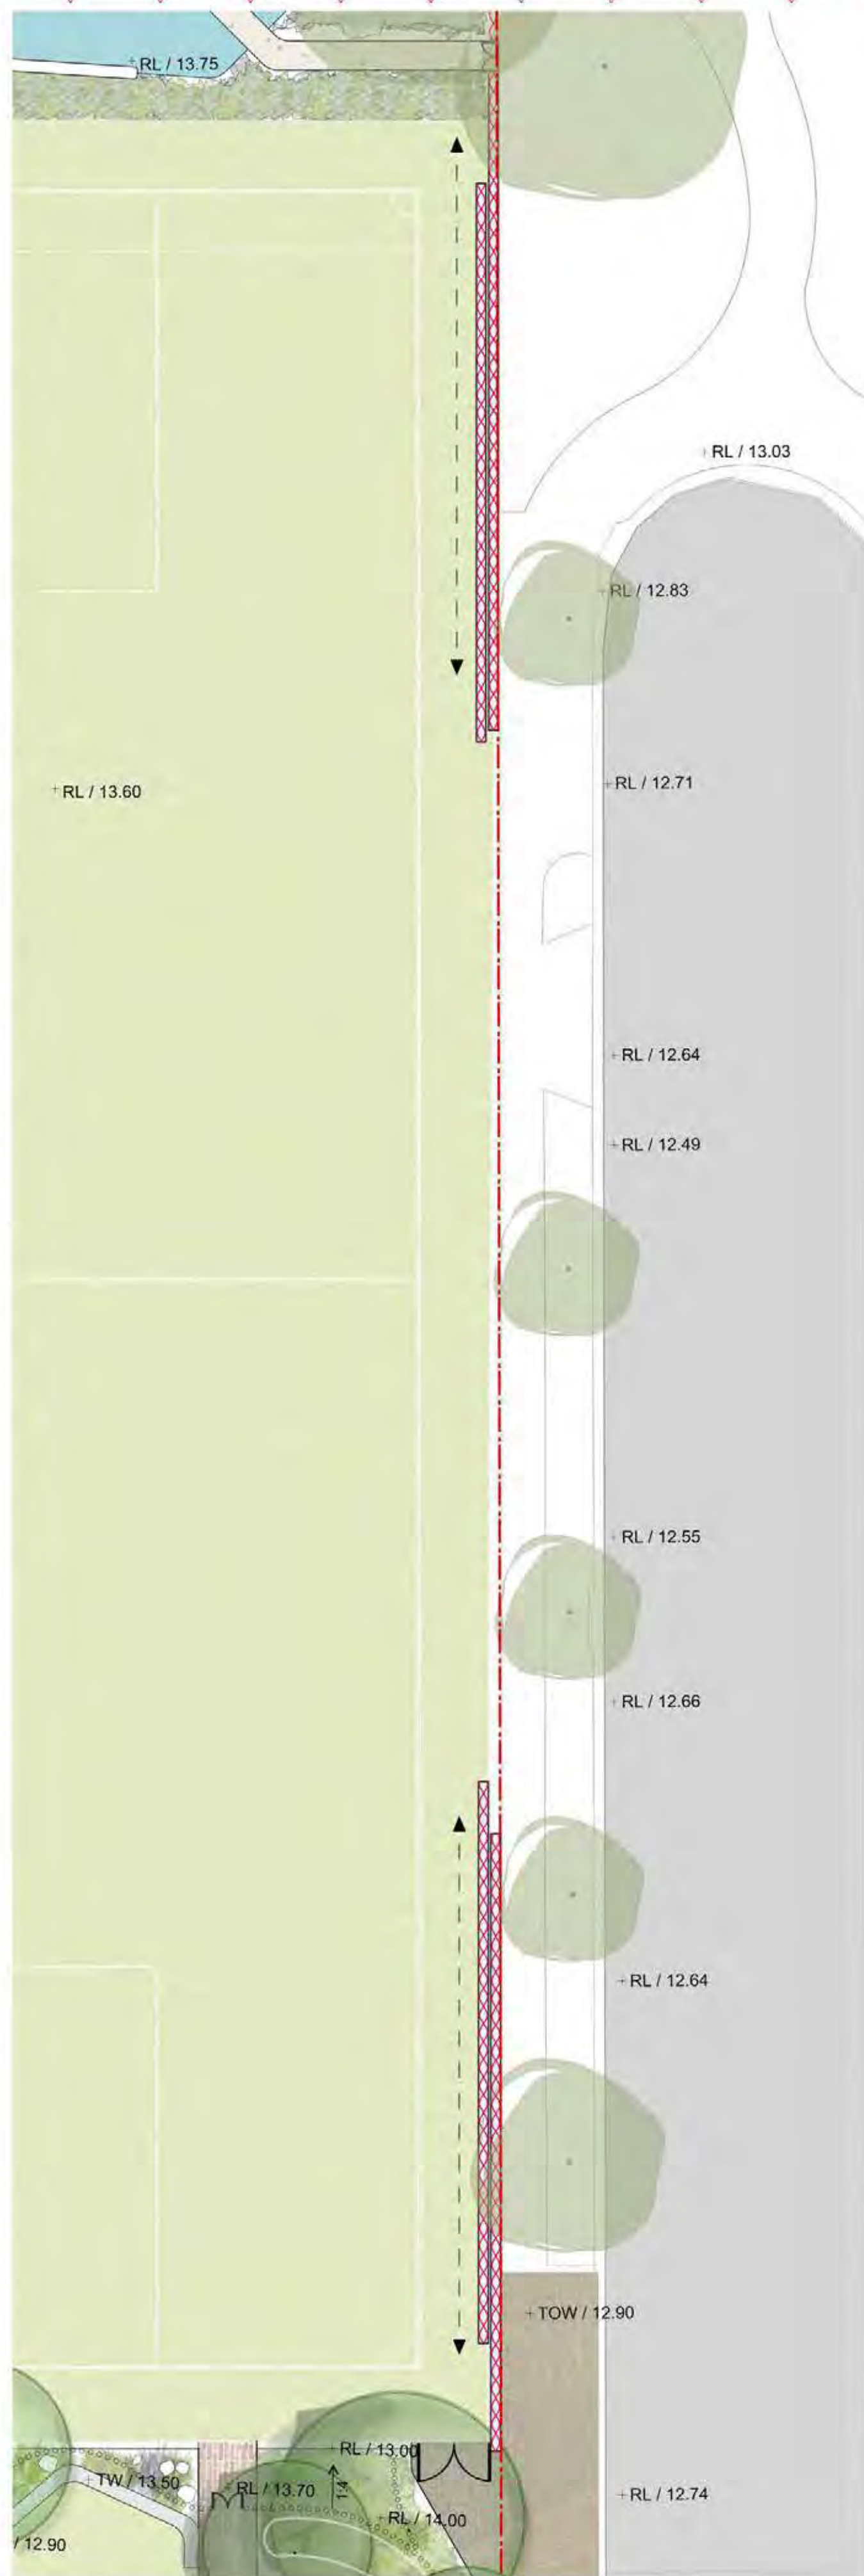 RL / 13.75
RL / 13.03
RL / 12.83
RL / 12.71
RL / 13.60
RL / 12.64
RL / 12.49
RL / 12.55
RL / 12.66
RL / 12.64
TOW / 12.90
RL / 13.00
TW / 13.50
RL / 13.70
1:4
RL / 12.74
RL / 14.00
/ 12.90